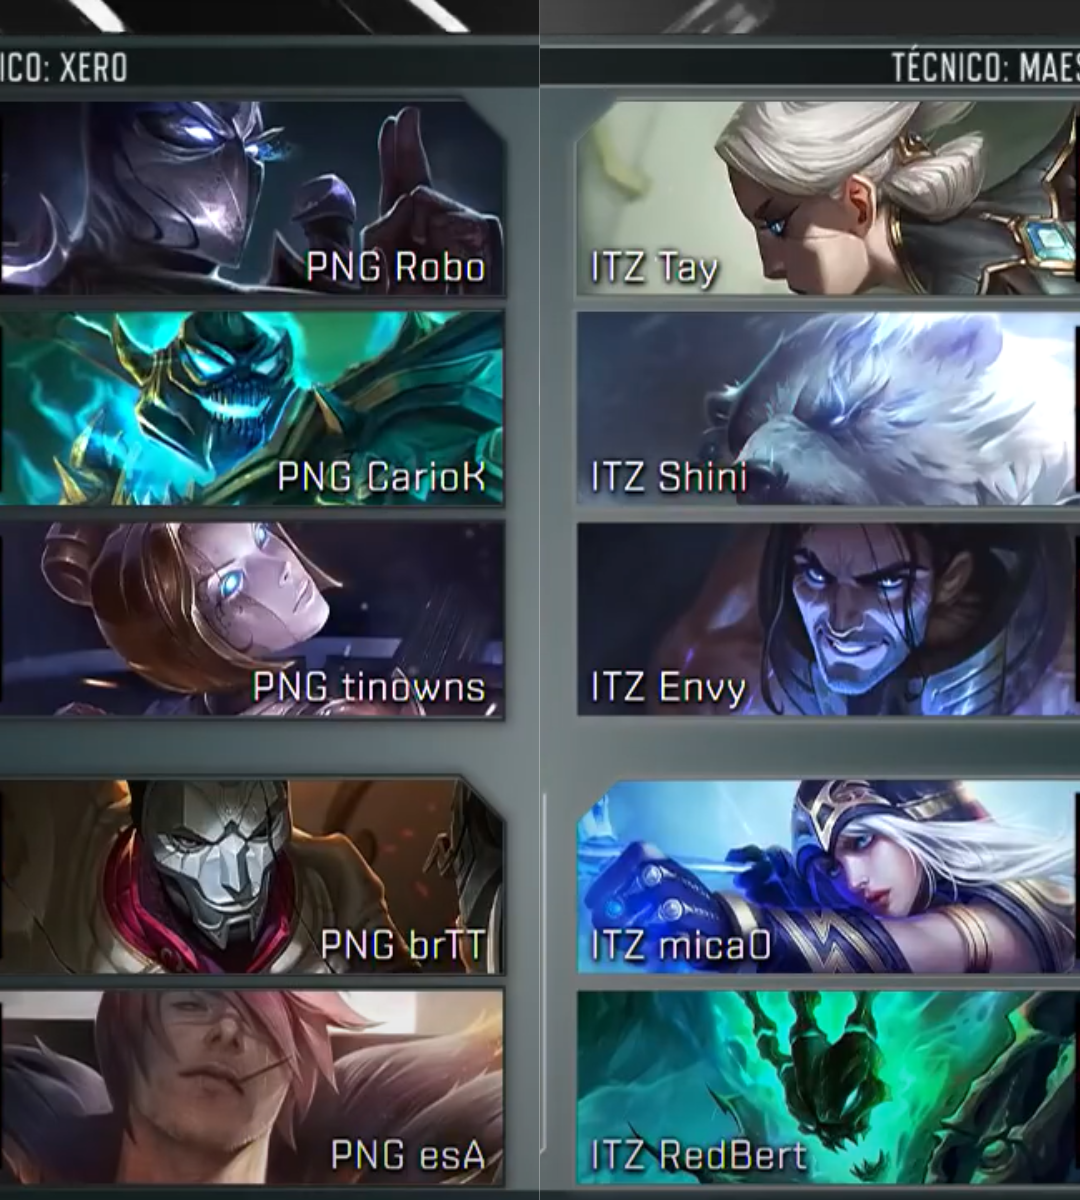 ICO: XERO
TÉCNICO: MAES
PNG Robo
ITZ Tay
PNG CarioK
ITZ Shini
PNG tinowns
ITZ Envy
PNG brTT
ITZ micaO
PNG esA
ITZ RedBert